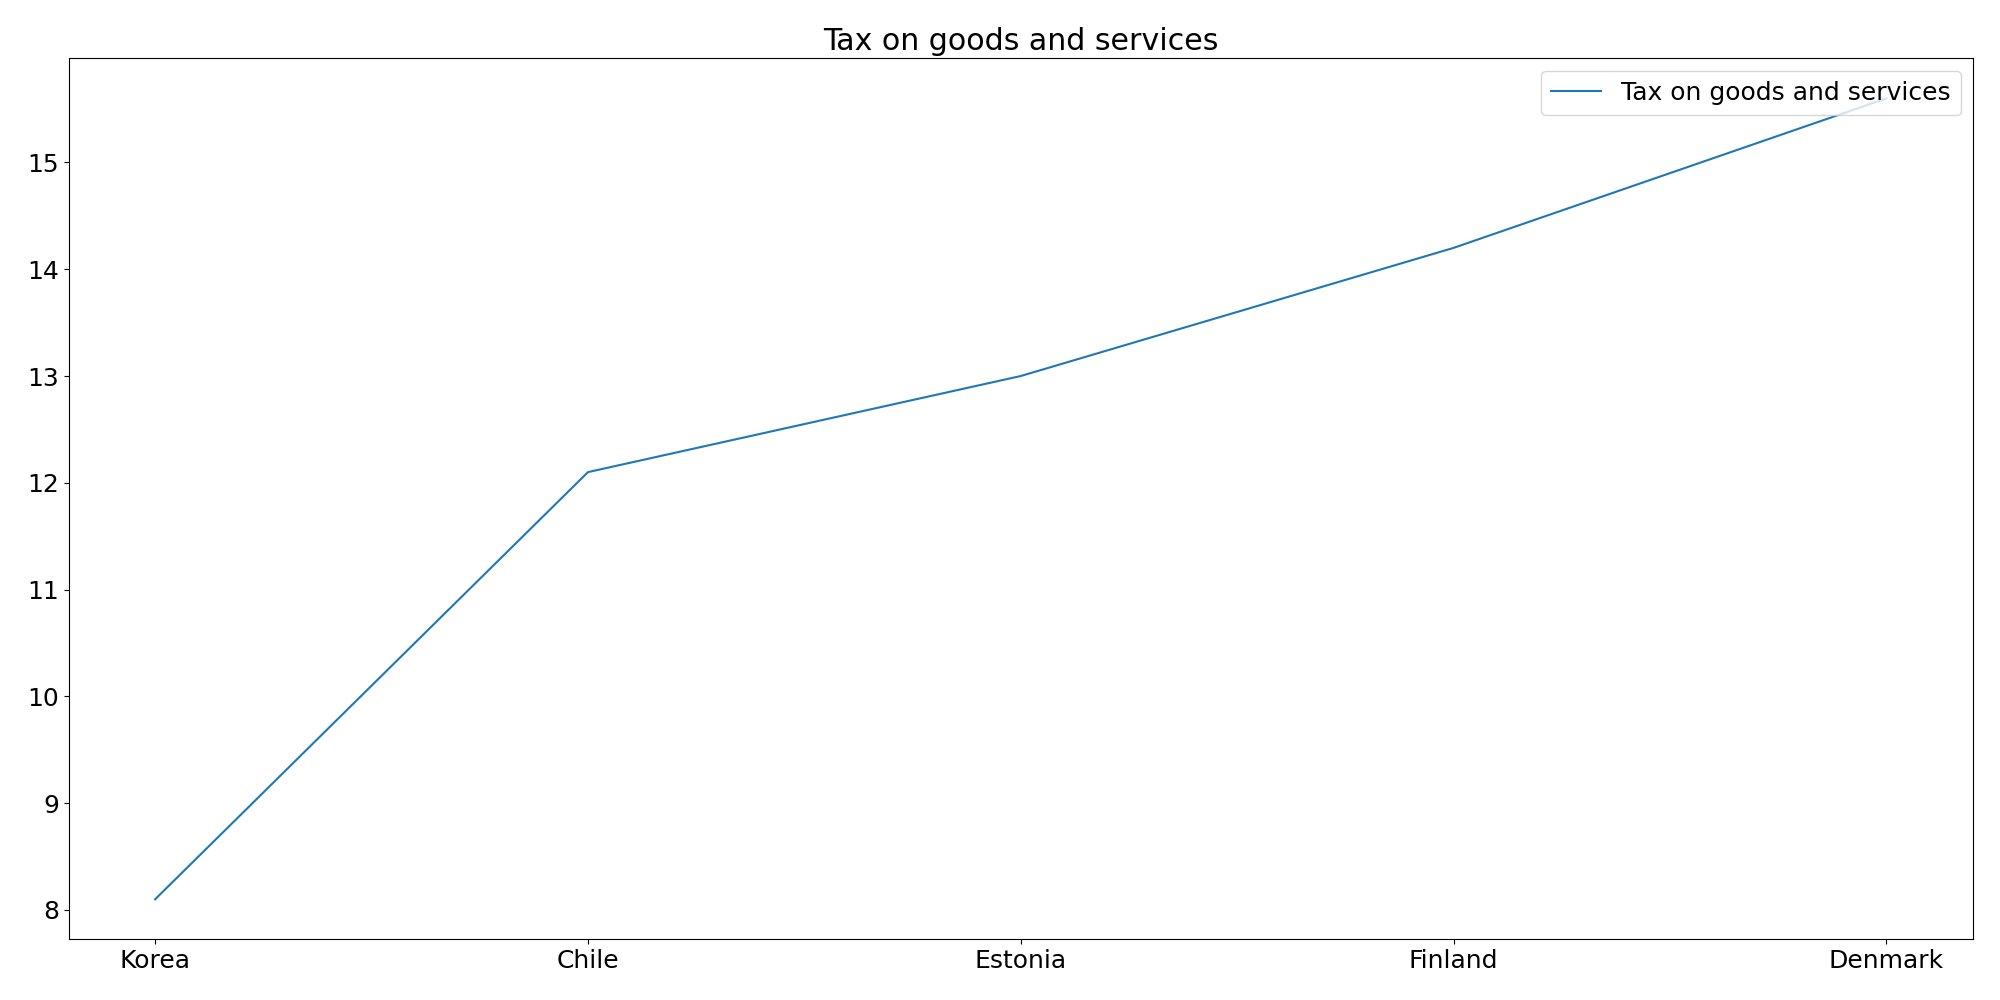 Tax on goods and services
Tax on goods and services
15
14
13
12
11
10
9
8
Korea Chile Estonia Finland Denmark